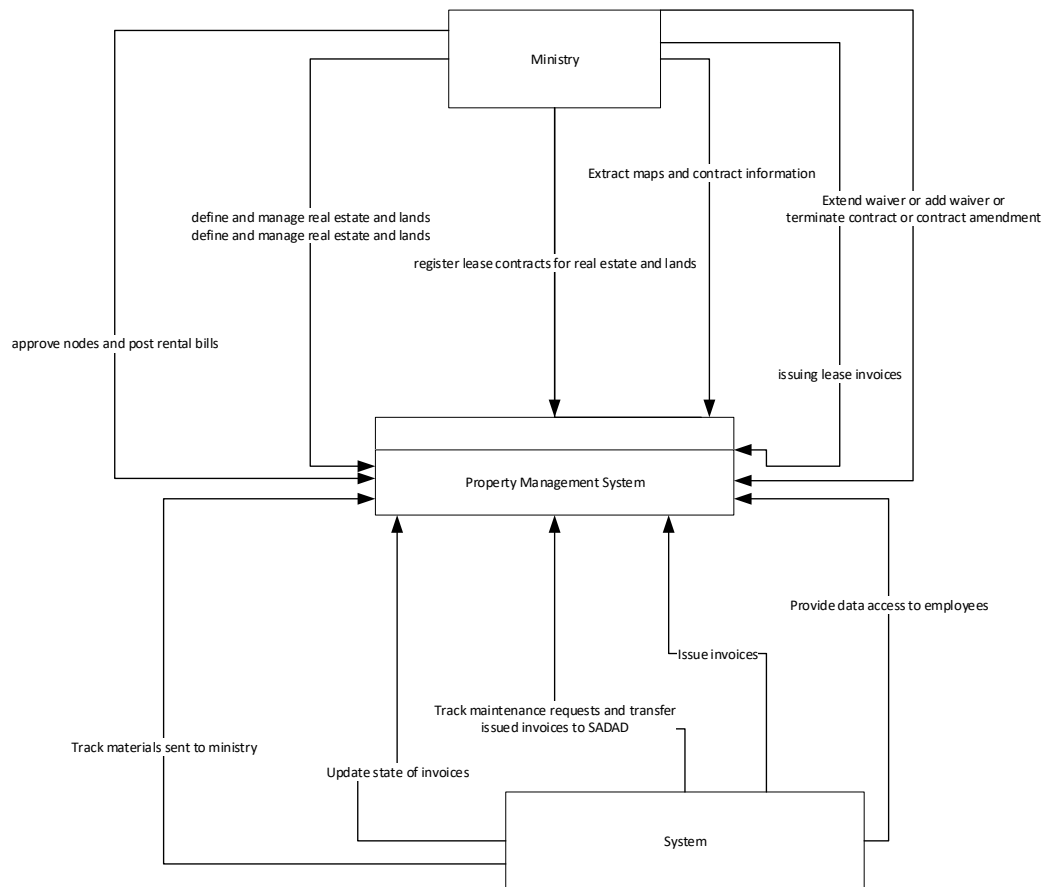 Ministry
Extract maps and contract information
Extend waiver or add waiver or
terminate contract or contract amendment
define and manage real estate and lands
define and manage real estate and lands
register lease contracts for real estate and lands
approve nodes and post rental bills
issuing lease invoices
Property Management System
Provide data access to employees
Issue invoices
Track maintenance requests and transfer
issued invoices to SADAD
Track materials sent to ministry
Update state of invoices
System